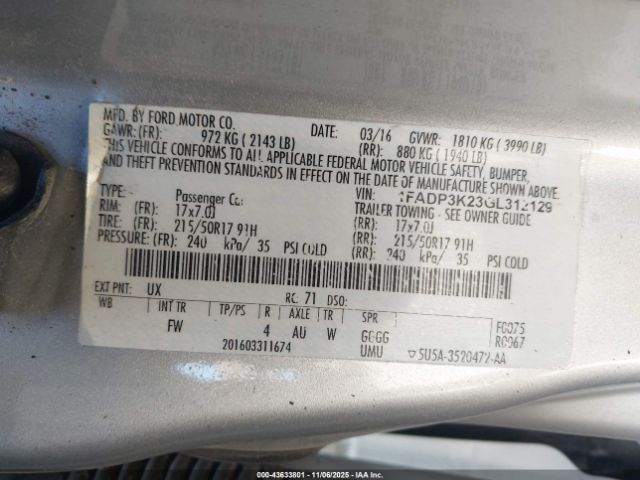 MFD. BY FORD MOTOR CO.
DATE: 03/16 GVWR: 1810 KG ( 3990 LB)
GAWR: (FR): 972 KG ( 2143 LB) (RR): 880 KG ( 1940 LB)
THIS VEHICLE CONFORMS TO ALL APPLICABLE FEDERAL MOTOR VEHICLE SAFETY, BUMPER,
AND THEFT PREVENTION STANDARDS IN EFFECT ON THE DATE OF MANUFACTURE SHOWN ABOVE.
VIN: 1FADP3K23GL312129
TYPE: Passenger Car TRAILER TOWING - SEE OWNER GUIDE
RIM: (FR): 17x7.0J (RR): 17x7.0J
TIRE: (FR): 215/50R17 91H (RR): 215/50R17 91H
PRESSURE: (FR): 240 kPa/ 35 PSI COLD (RR): 240 kPa/ 35 PSI COLD
EXT PNT: UX RC: 71 DSO:
WB INT TR TP/PS R AXLE TR SPR
FW 4 AU W GGGG
F0075
R0067
201603311674 UMU 5U5A-3520472-AA
000-43633801 - 11/06/2025 - IAA Inc.